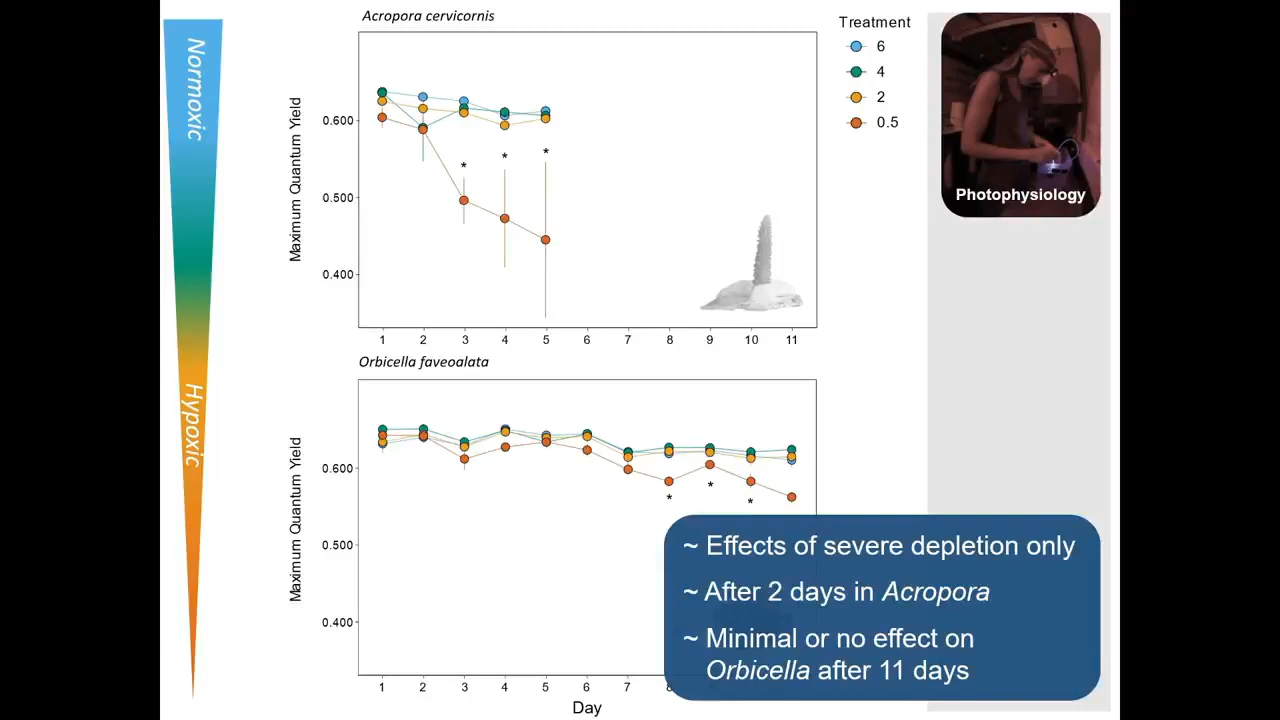 Normoxic
Hypoxic
Acropora cervicornis
Maximum Quantum Yield
0.600
0.500
0.400
1 2 3 4 5 6 7 8 9 10 11
Treatment
6
4
2
0.5
* * *
Photophysiology
Orbicella faveoalata
Maximum Quantum Yield
0.600
0.500
0.400
* * *
1 2 3 4 5 6 7
Day
~ Effects of severe depletion only
~ After 2 days in Acropora
~ Minimal or no effect on
Orbicella after 11 days